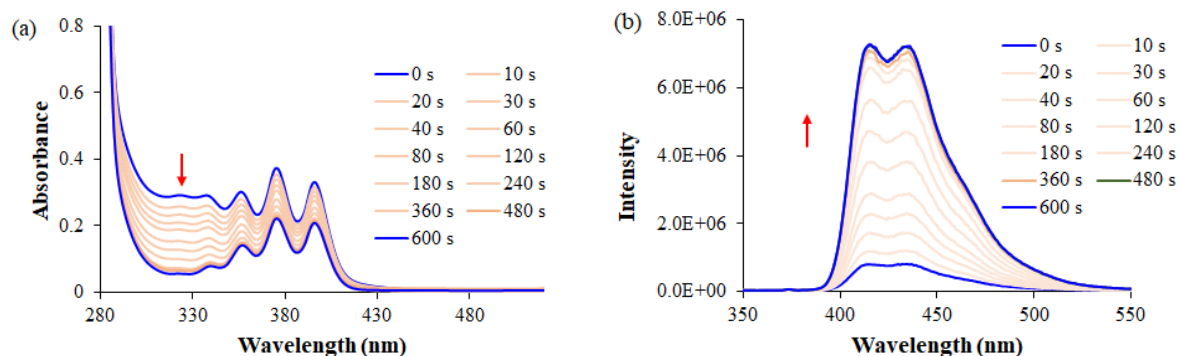 (a)
0.8
0.6
0.4
0.2
0
Absorbance
280 330 380 430 480
Wavelength (nm)
0 s 10 s
20 s 30 s
40 s 60 s
80 s 120 s
180 s 240 s
360 s 480 s
600 s
(b)
8.0E+06
6.0E+06
4.0E+06
2.0E+06
0.0E+00
Intensity
350 400 450 500 550
Wavelength (nm)
0 s 10 s
20 s 30 s
40 s 60 s
80 s 120 s
180 s 240 s
360 s 480 s
600 s